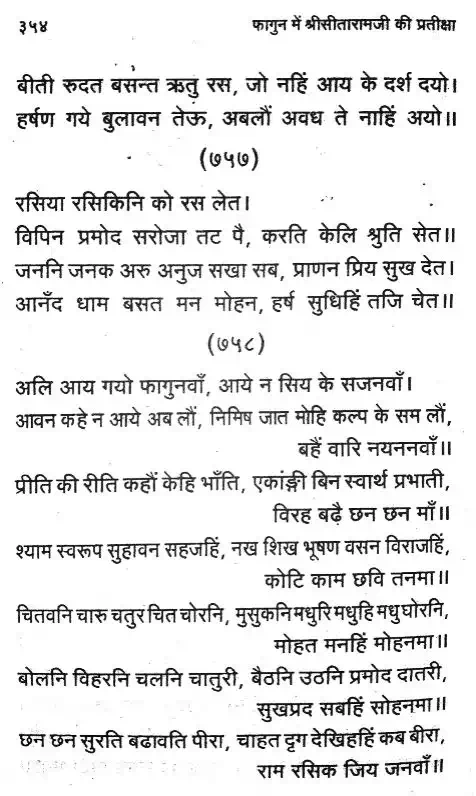 ३५४ फागुन में श्रीसीतारामजी की प्रतीक्षा
बीती रुदत बसन्त ऋतु रस, जो नहिं आय के दर्श दयो।
हर्षण गये बुलावन तेऊ, अबलौं अवध ते नाहिं अयो॥
(७५७)
रसिया रसिकिनि को रस लेत।
विपिन प्रमोद सरोजा तट पै, करति केलि श्रुति सेत॥
जननि जनक अरु अनुज सखा सब, प्राणन प्रिय सुख देत।
आनँद धाम बसत मन मोहन, हर्ष सुधिहिं तजि चेत॥
(७५८)
अलि आय गयो फागुनवाँ, आये न सिय के सजनवाँ।
आवन कहे न आये अब लौं, निमिष जात मोहि कल्प के सम लौं,
बहैं वारि नयननवाँ॥
प्रीति की रीति कहौं केहि भाँति, एकांङ्गी बिन स्वार्थ प्रभाती,
विरह बढ़ै छन छन माँ॥
श्याम स्वरूप सुहावन सहजहिं, नख शिख भूषण वसन विराजहिं,
कोटि काम छवि तनमा॥
चितवनि चारु चतुर चित चोरनि, मुसुकनि मधुरि मधुहि मधु घोरनि,
मोहत मनहिं मोहनमा॥
बोलनि विहरनि चलनि चातुरी, बैठनि उठनि प्रमोद दातरी,
सुखप्रद सबहिं सोहनमा॥
छन छन सुरति बढावति पीरा, चाहत दृग देखिहहिं कब बीरा,
राम रसिक जिय जनवाँ॥